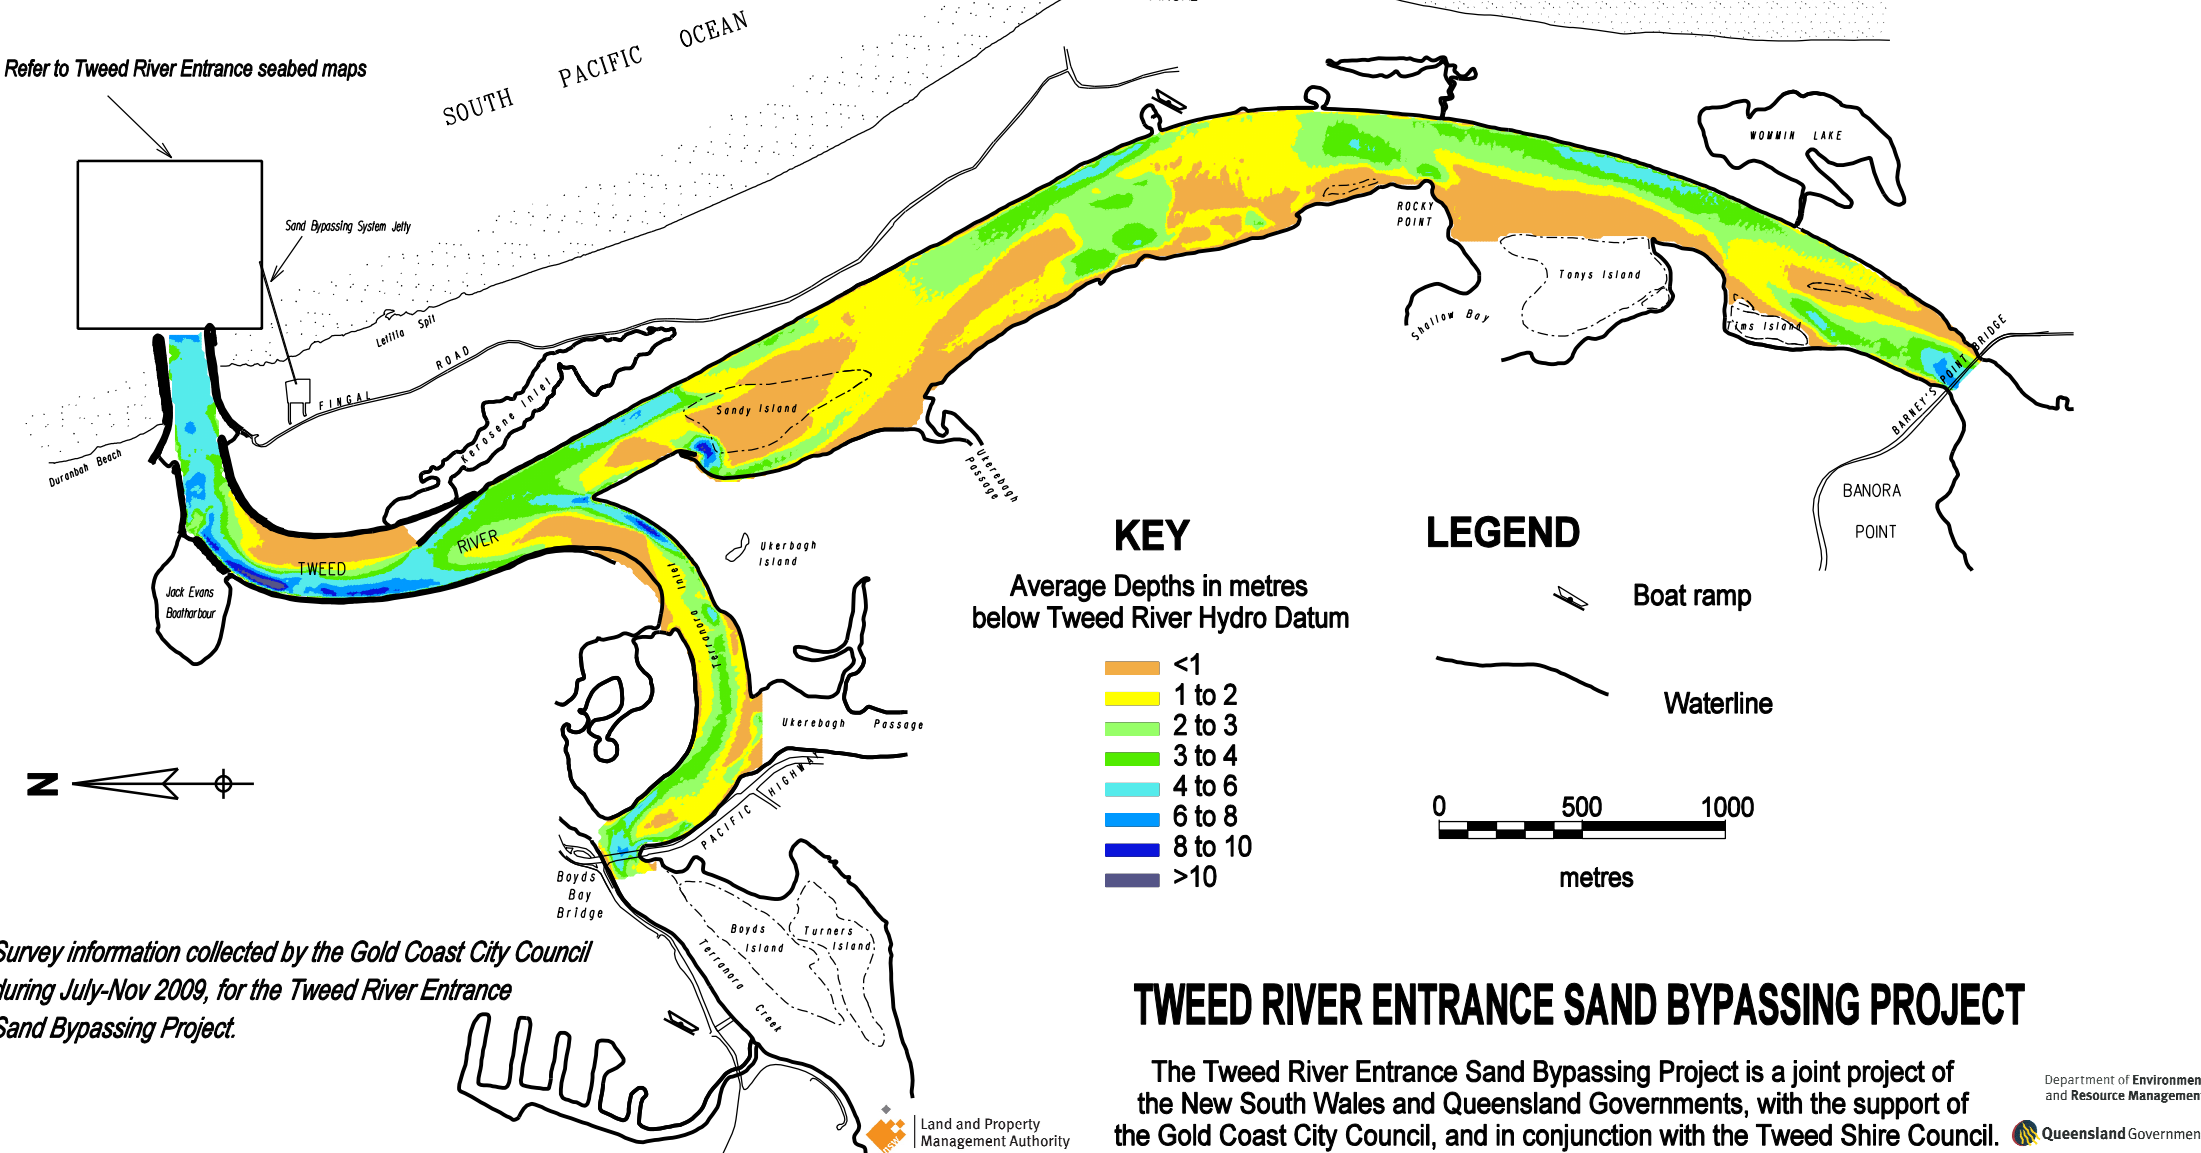 Refer to Tweed River Entrance seabed maps
SOUTH PACIFIC OCEAN
Sand Bypassing System Jetty
Letitia Spit
FINGAL ROAD
Kerosene Inlet
Duranbah Beach
WOMMIN LAKE
ROCKY
POINT
Tonys Island
Shallow Bay
Tims Island
BARNEY'S POINT BRIDGE
BANORA
POINT
Sandy Island
Ukerebagh
Passage
TWEED RIVER
Jack Evans
Boatharbour
Ukerbagh
Island
Terranora Inlet
Ukerebagh Passage
PACIFIC HIGHWAY
Boyds
Bay
Bridge
Boyds
Island
Turners
Island
Terranora Creek
N
KEY
Average Depths in metres
below Tweed River Hydro Datum
<1
1 to 2
2 to 3
3 to 4
4 to 6
6 to 8
8 to 10
>10
LEGEND
Boat ramp
Waterline
0 500 1000
metres
Survey information collected by the Gold Coast City Council
during July-Nov 2009, for the Tweed River Entrance
Sand Bypassing Project.
TWEED RIVER ENTRANCE SAND BYPASSING PROJECT
The Tweed River Entrance Sand Bypassing Project is a joint project of
the New South Wales and Queensland Governments, with the support of
the Gold Coast City Council, and in conjunction with the Tweed Shire Council.
NSW
Land and Property
Management Authority
Department of Environmen
and Resource Managemen
Queensland Governmen